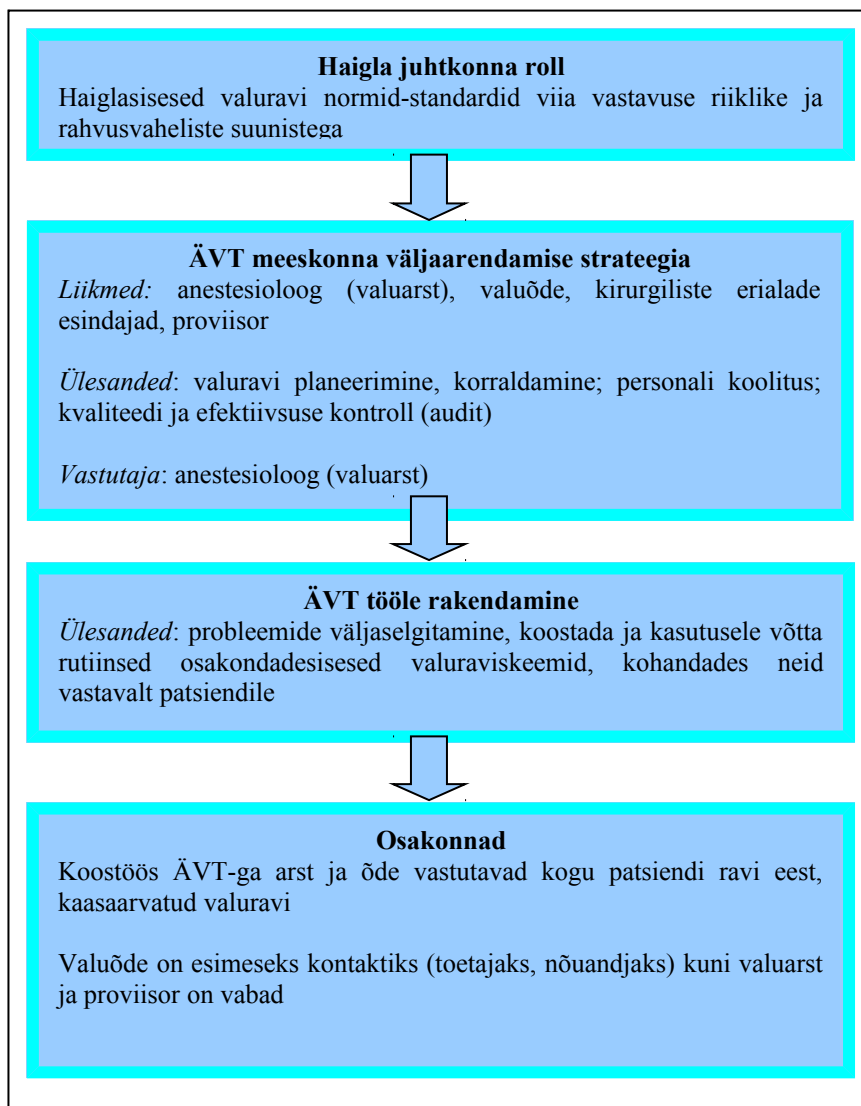 Haigla juhtkonna roll
Haiglasisesed valuravi normid-standardid viia vastavuse riiklike ja
rahvusvaheliste suunistega
ÄVT meeskonna väljaarendamise strateegia
Liikmed: anestesioloog (valuarst), valuõde, kirurgiliste erialade
esindajad, proviisor
Ülesanded: valuravi planeerimine, korraldamine; personali koolitus;
kvaliteedi ja efektiivsuse kontroll (audit)
Vastutaja: anestesioloog (valuarst)
ÄVT tööle rakendamine
Ülesanded: probleemide väljaselgitamine, koostada ja kasutusele võtta
rutiinsed osakondadesisesed valuraviskeemid, kohandades neid
vastavalt patsiendile
Osakonnad
Koostöös ÄVT-ga arst ja õde vastutavad kogu patsiendi ravi eest,
kaasaarvatud valuravi
Valuõde on esimeseks kontaktiks (toetajaks, nõuandjaks) kuni valuarst
ja proviisor on vabad